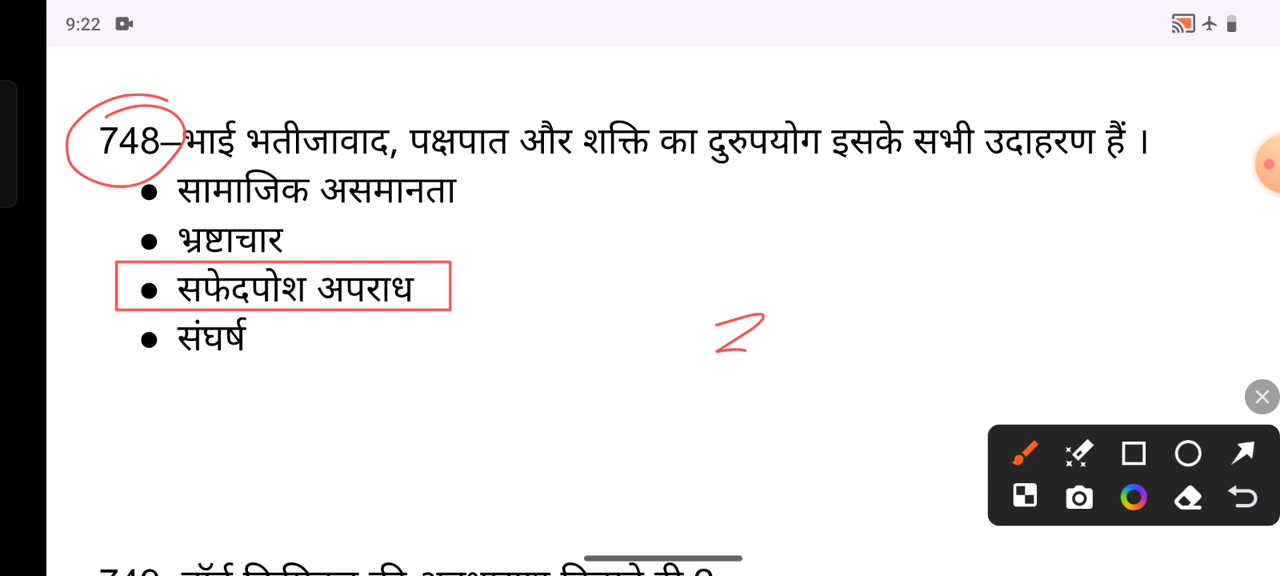 9:22
748–भाई भतीजावाद, पक्षपात और शक्ति का दुरुपयोग इसके सभी उदाहरण हैं ।
● सामाजिक असमानता
● भ्रष्टाचार
● सफेदपोश अपराध
● संघर्ष
2